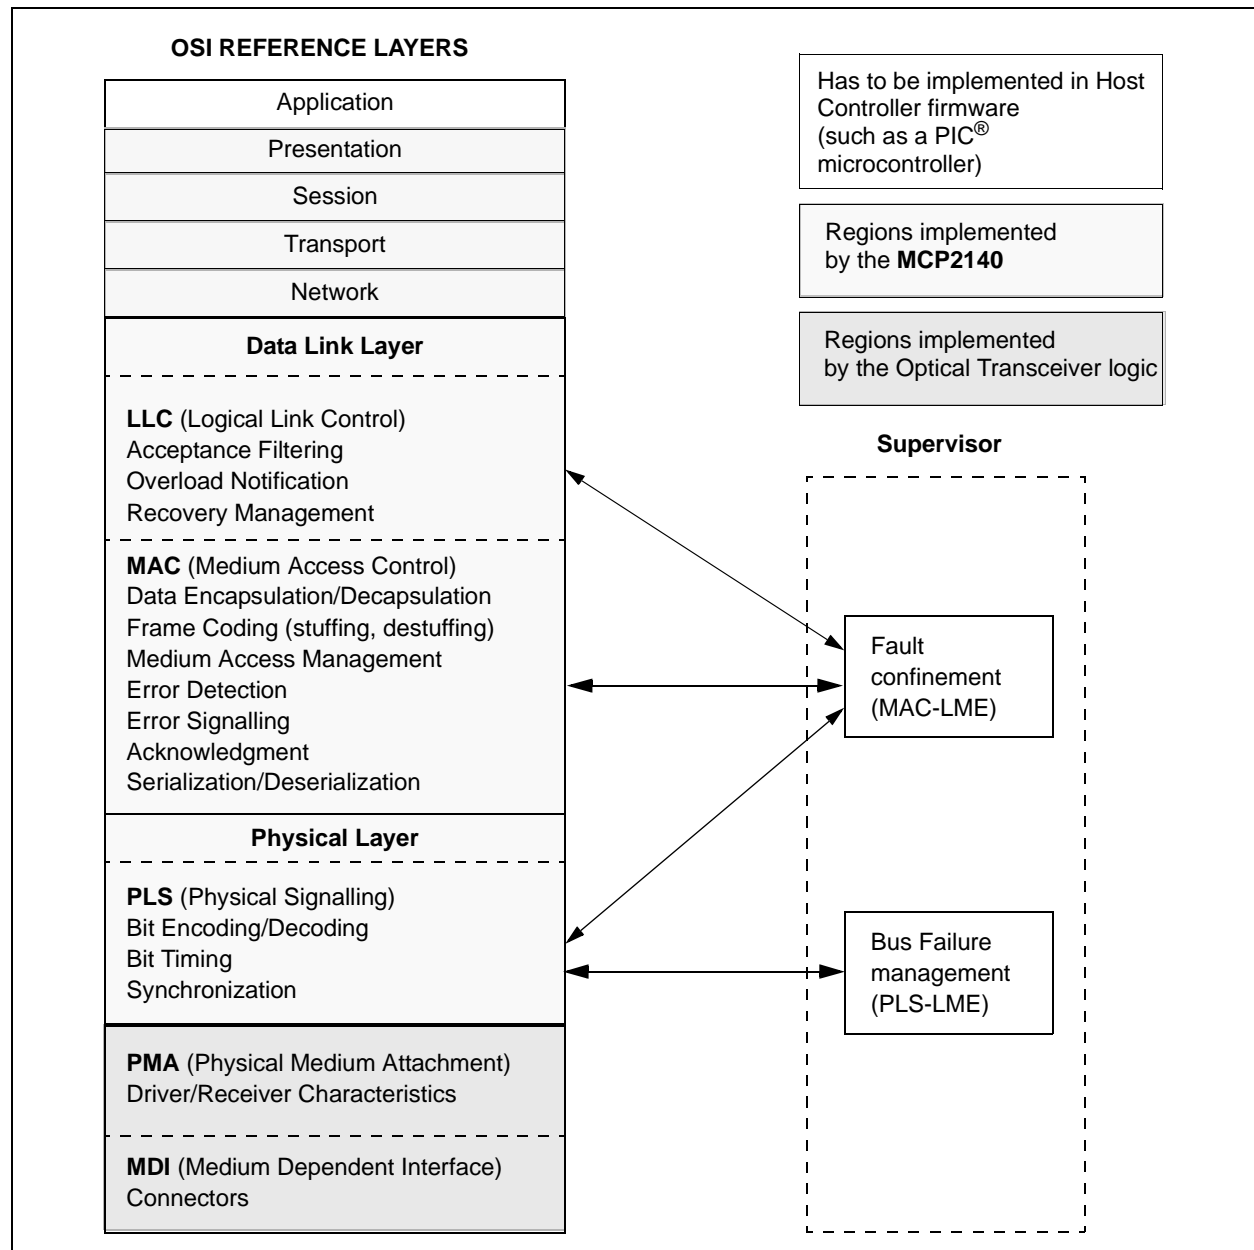 OSI REFERENCE LAYERS
Application
Presentation
Session
Transport
Network
Data Link Layer
LLC (Logical Link Control)
Acceptance Filtering
Overload Notification
Recovery Management
MAC (Medium Access Control)
Data Encapsulation/Decapsulation
Frame Coding (stuffing, destuffing)
Medium Access Management
Error Detection
Error Signalling
Acknowledgment
Serialization/Deserialization
Physical Layer
PLS (Physical Signalling)
Bit Encoding/Decoding
Bit Timing
Synchronization
PMA (Physical Medium Attachment)
Driver/Receiver Characteristics
MDI (Medium Dependent Interface)
Connectors
Has to be implemented in Host
Controller firmware
(such as a PIC®
microcontroller)
Regions implemented
by the MCP2140
Regions implemented
by the Optical Transceiver logic
Supervisor
Fault
confinement
(MAC-LME)
Bus Failure
management
(PLS-LME)